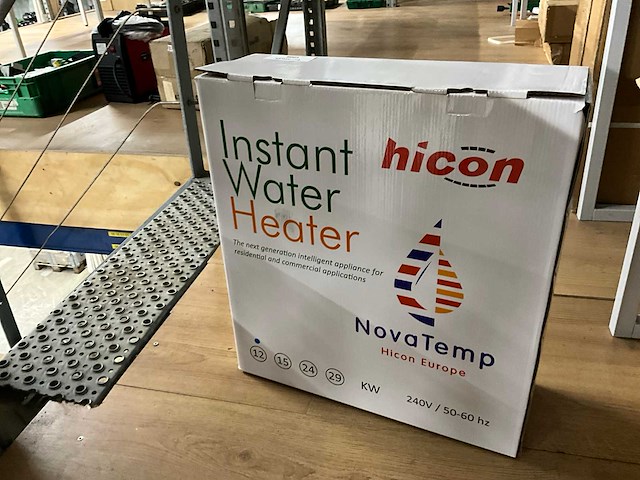 Instant
Water
Heater
The next generation intelligent appliance for
residential and commercial applications
hicon
NovaTemp
Hicon Europe
12 15 24 29 KW
240V / 50-60 hz